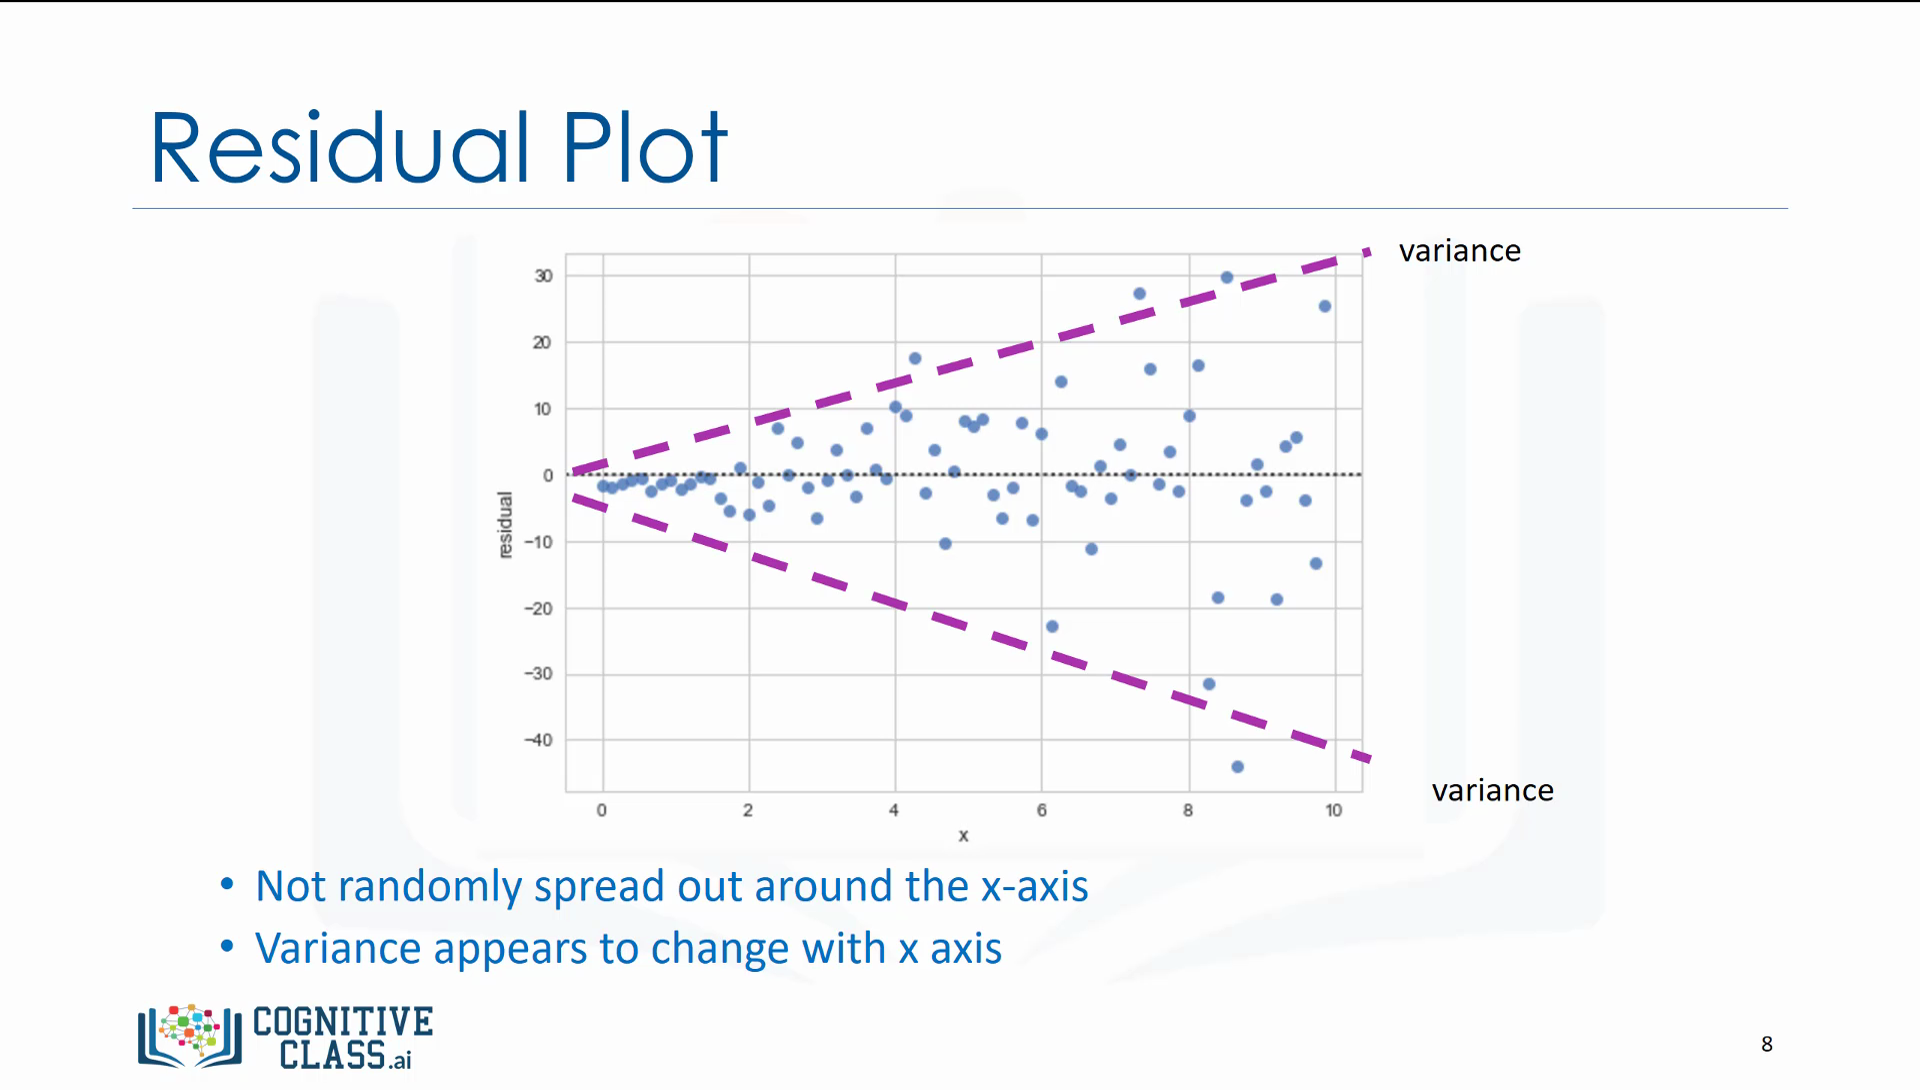 Residual Plot
variance
30
20
10
0
−10
−20
−30
−40
residual
0 2 4 6 8 10
x
variance
• Not randomly spread out around the x-axis
• Variance appears to change with x axis
COGNITIVE
CLASS.ai
8